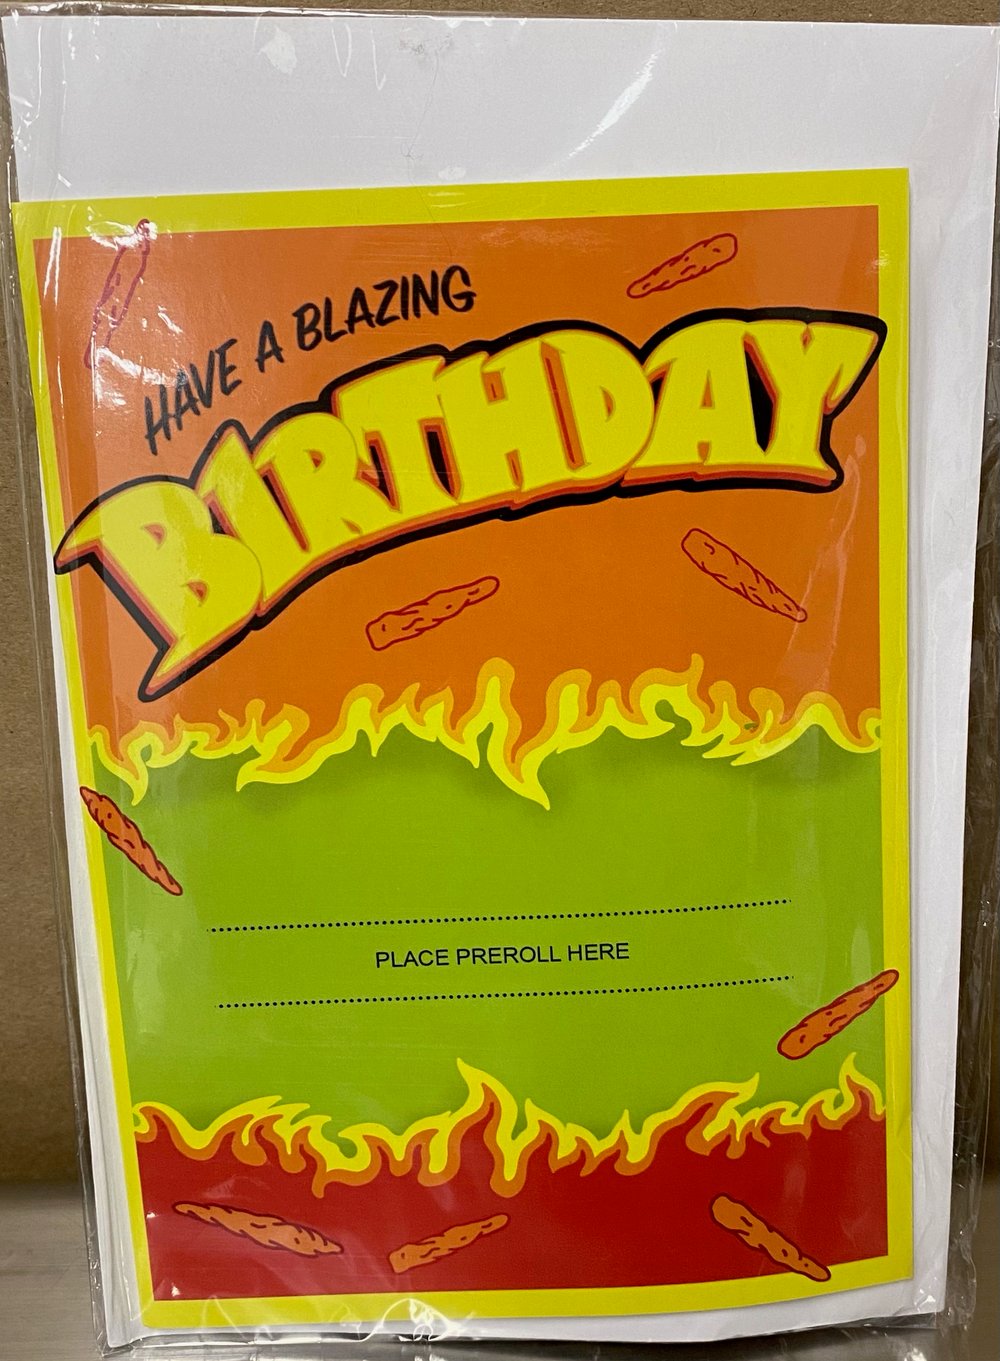 HAVE A BLAZING
BIRTHDAY
PLACE PREROLL HERE